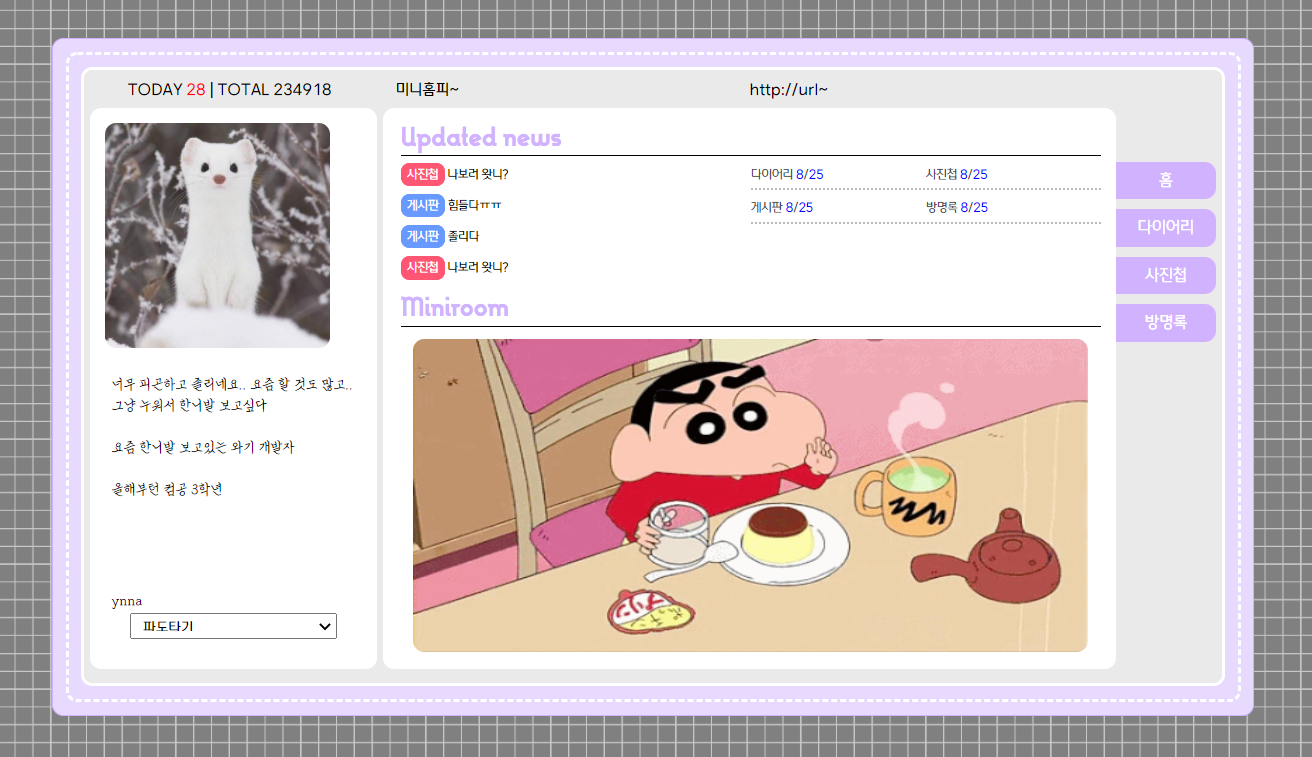 TODAY 28 | TOTAL 234918
미니홈피~
http://url~
너무 피곤하고 졸리네요.. 요즘 할 것도 많고..
그냥 누워서 한니발 보고싶다
요즘 한니발 보고있는 와기 개발자
올해부턴 컴공 3학년
ynna
파도타기
Updated news
사진첩 나보러 왓니?
게시판 힘들다ㅠㅠ
게시판 졸리다
사진첩 나보러 왓니?
다이어리 8/25 사진첩 8/25
게시판 8/25 방명록 8/25
Miniroom
홈
다이어리
사진첩
방명록